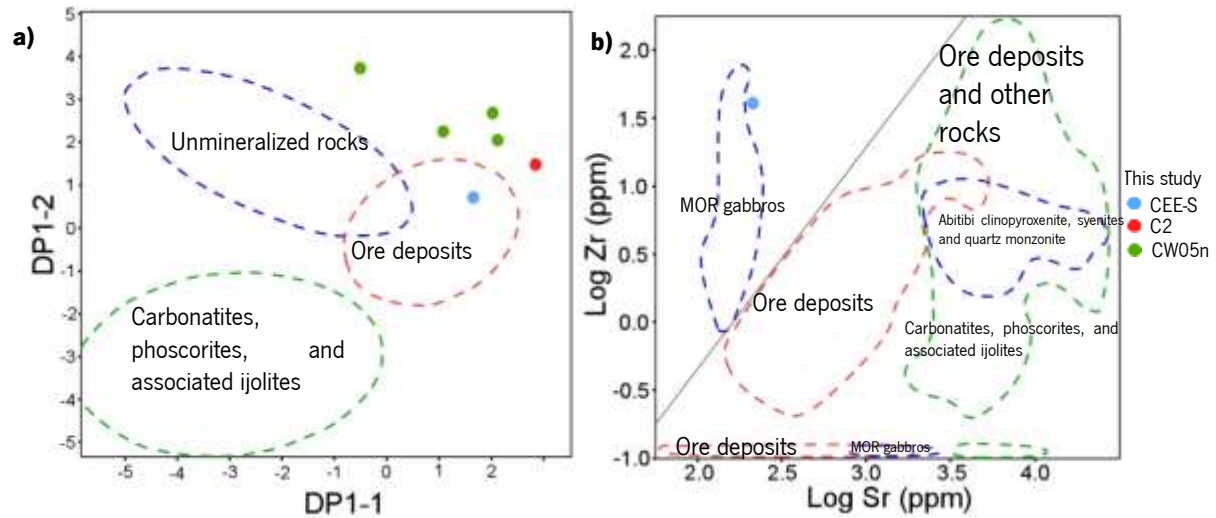 a)
5
4
3
2
1
0
-1
-2
-3
-4
-5
DP1-2
Unmineralized rocks
Ore deposits
Carbonatites,
phoscorites, and
associated ijolites
-5 -4 -3 -2 -1 0 1 2
DP1-1
b)
2.0
1.5
1.0
0.5
0.0
-0.5
-1.0
Log Zr (ppm)
Ore deposits
and other
rocks
MOR gabbros
Abitibi clinopyroxenite, syenites
and quartz monzonite
Ore deposits
Carbonatites, phoscorites, and
associated ijolites
Ore deposits
MOR gabbros
2.0 2.5 3.0 3.5 4.0
Log Sr (ppm)
This study
CEE-S
C2
CW05n